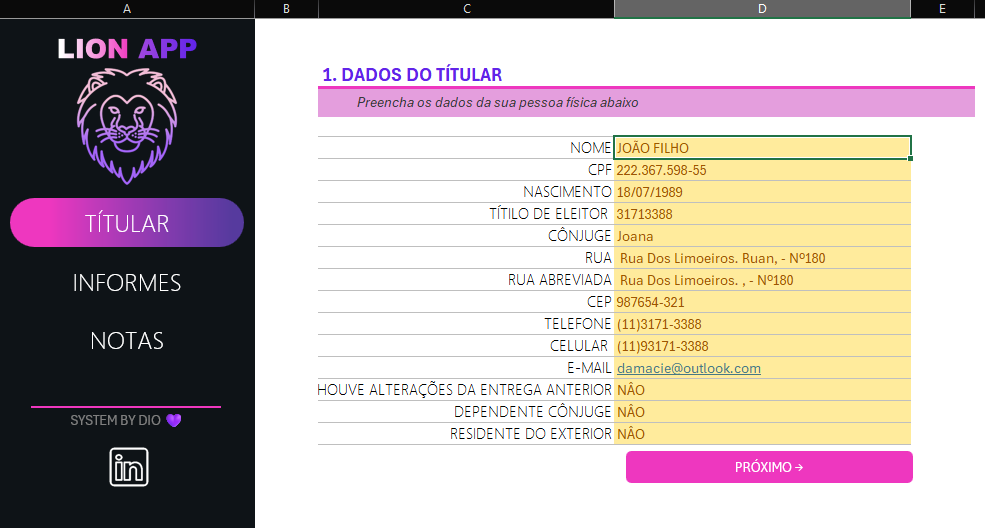 A B C D E
LION APP
TÍTULAR
INFORMES
NOTAS
SYSTEM BY DIO
in
1. DADOS DO TÍTULAR
Preencha os dados da sua pessoa física abaixo
NOME JOÃO FILHO
CPF 222.367.598-55
NASCIMENTO 18/07/1989
TÍTILO DE ELEITOR 31713388
CÔNJUGE Joana
RUA Rua Dos Limoeiros. Ruan, - Nº180
RUA ABREVIADA Rua Dos Limoeiros. , - Nº180
CEP 987654-321
TELEFONE (11)3171-3388
CELULAR (11)93171-3388
E-MAIL damacie@outlook.com
HOUVE ALTERAÇÕES DA ENTREGA ANTERIOR NÂO
DEPENDENTE CÔNJUGE NÂO
RESIDENTE DO EXTERIOR NÂO
PRÓXIMO →